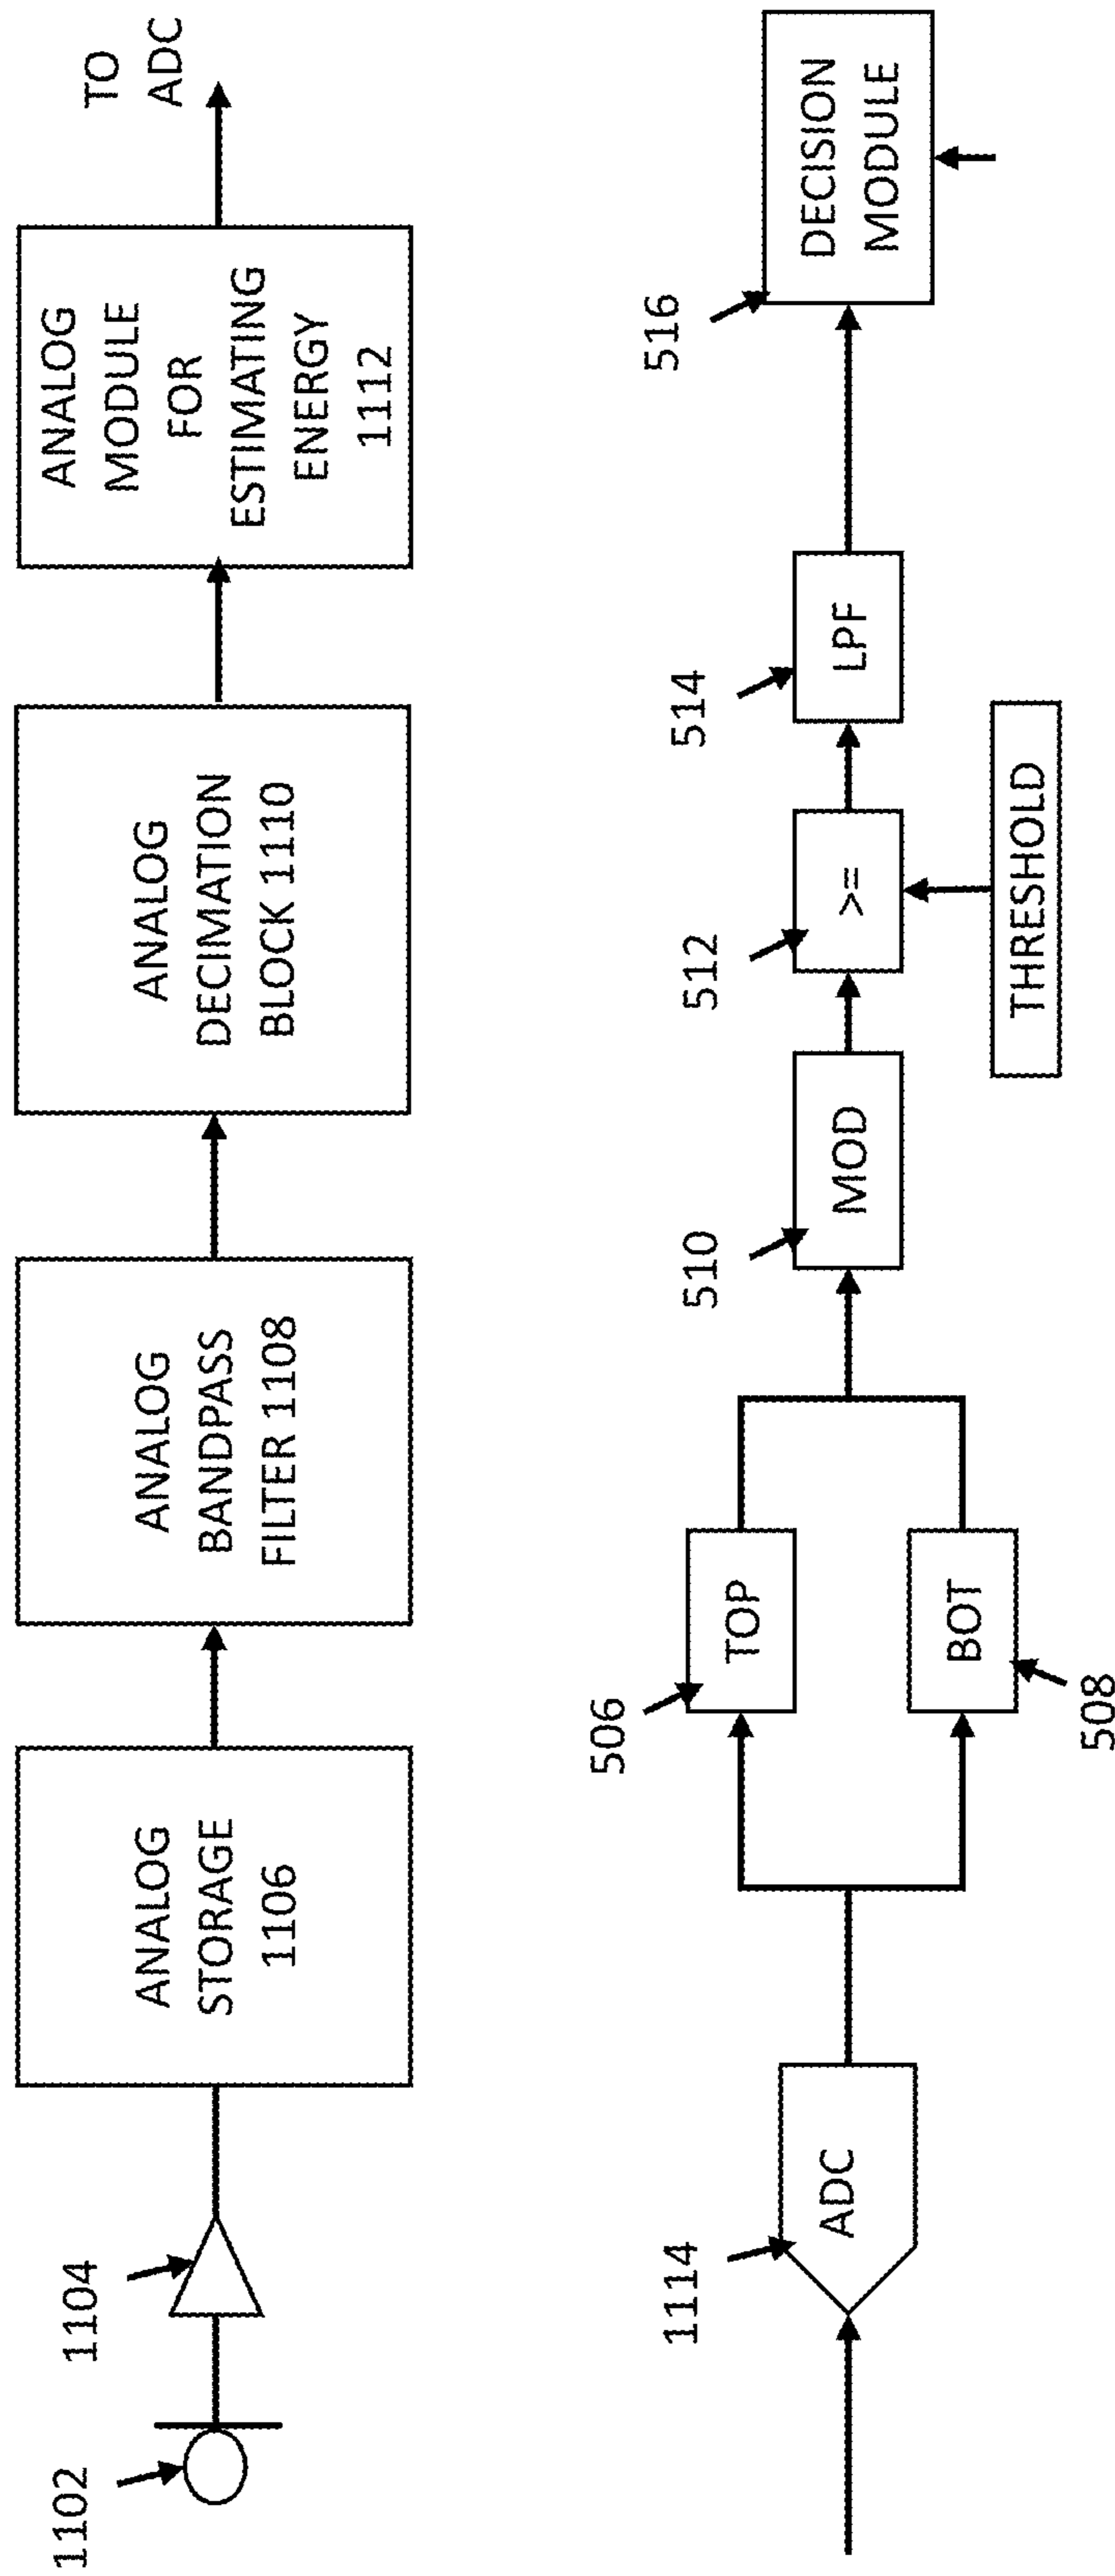 1102
1104
ANALOG
STORAGE
1106
ANALOG
BANDPASS
FILTER 1108
ANALOG
DECIMATION
BLOCK 1110
ANALOG
MODULE
FOR
ESTIMATING
ENERGY
1112
TO
ADC
1114
ADC
506
TOP
BOT
508
510
MOD
512
>=
THRESHOLD
514
LPF
516
DECISION
MODULE